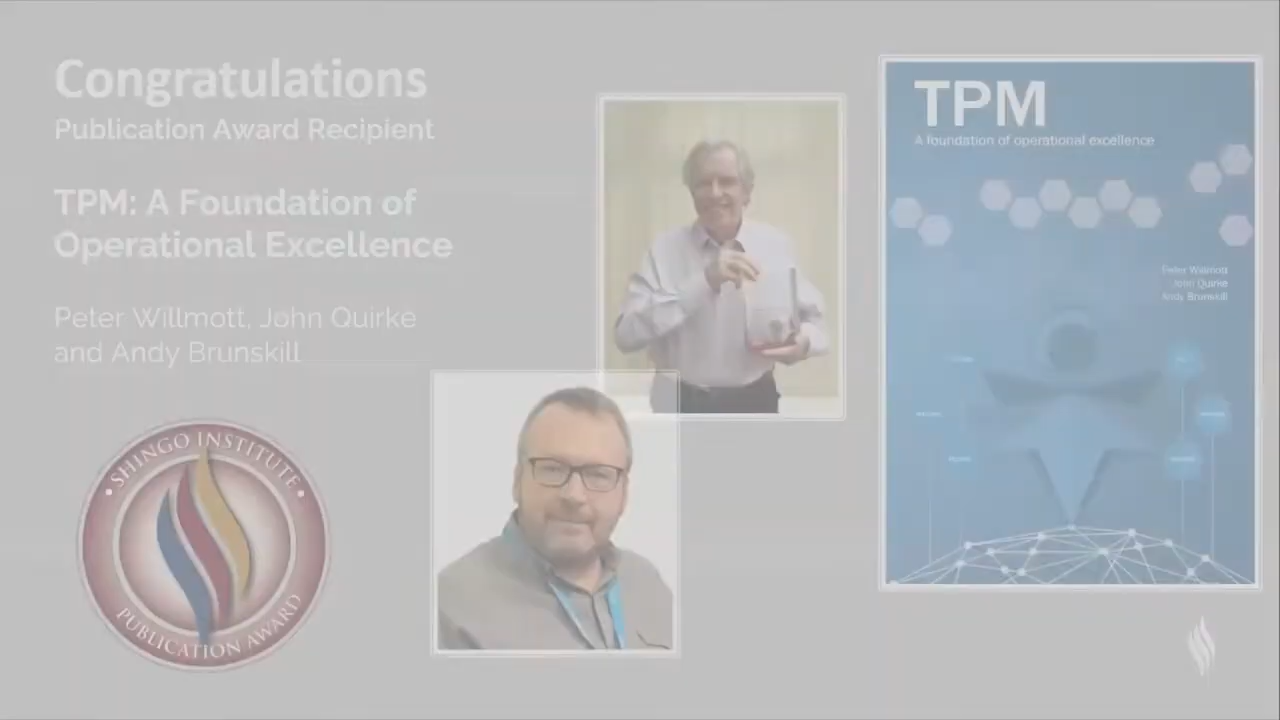 Congratulations
Publication Award Recipient
TPM: A Foundation of
Operational Excellence
Peter Willmott, John Quirke
and Andy Brunskill
SHINGO INSTITUTE
PUBLICATION AWARD
TPM
A foundation of operational excellence
Peter Willmott
John Quirke
Andy Brunskill